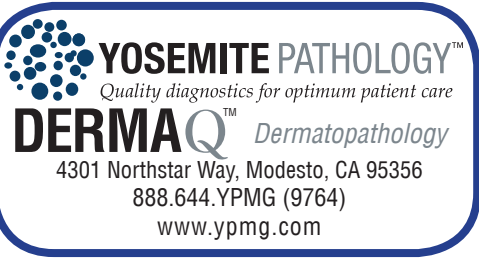 YOSEMITE PATHOLOGY™
Quality diagnostics for optimum patient care
DERMAQ™ Dermatopathology
4301 Northstar Way, Modesto, CA 95356
888.644.YPMG (9764)
www.ypmg.com